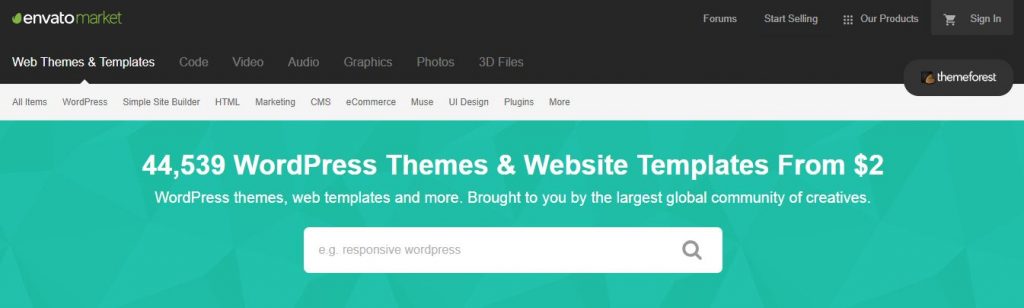 envatomarket
Forums Start Selling Our Products Sign In
Web Themes & Templates Code Video Audio Graphics Photos 3D Files
themeforest
All Items WordPress Simple Site Builder HTML Marketing CMS eCommerce Muse UI Design Plugins More
44,539 WordPress Themes & Website Templates From $2
WordPress themes, web templates and more. Brought to you by the largest global community of creatives.
e.g. responsive wordpress